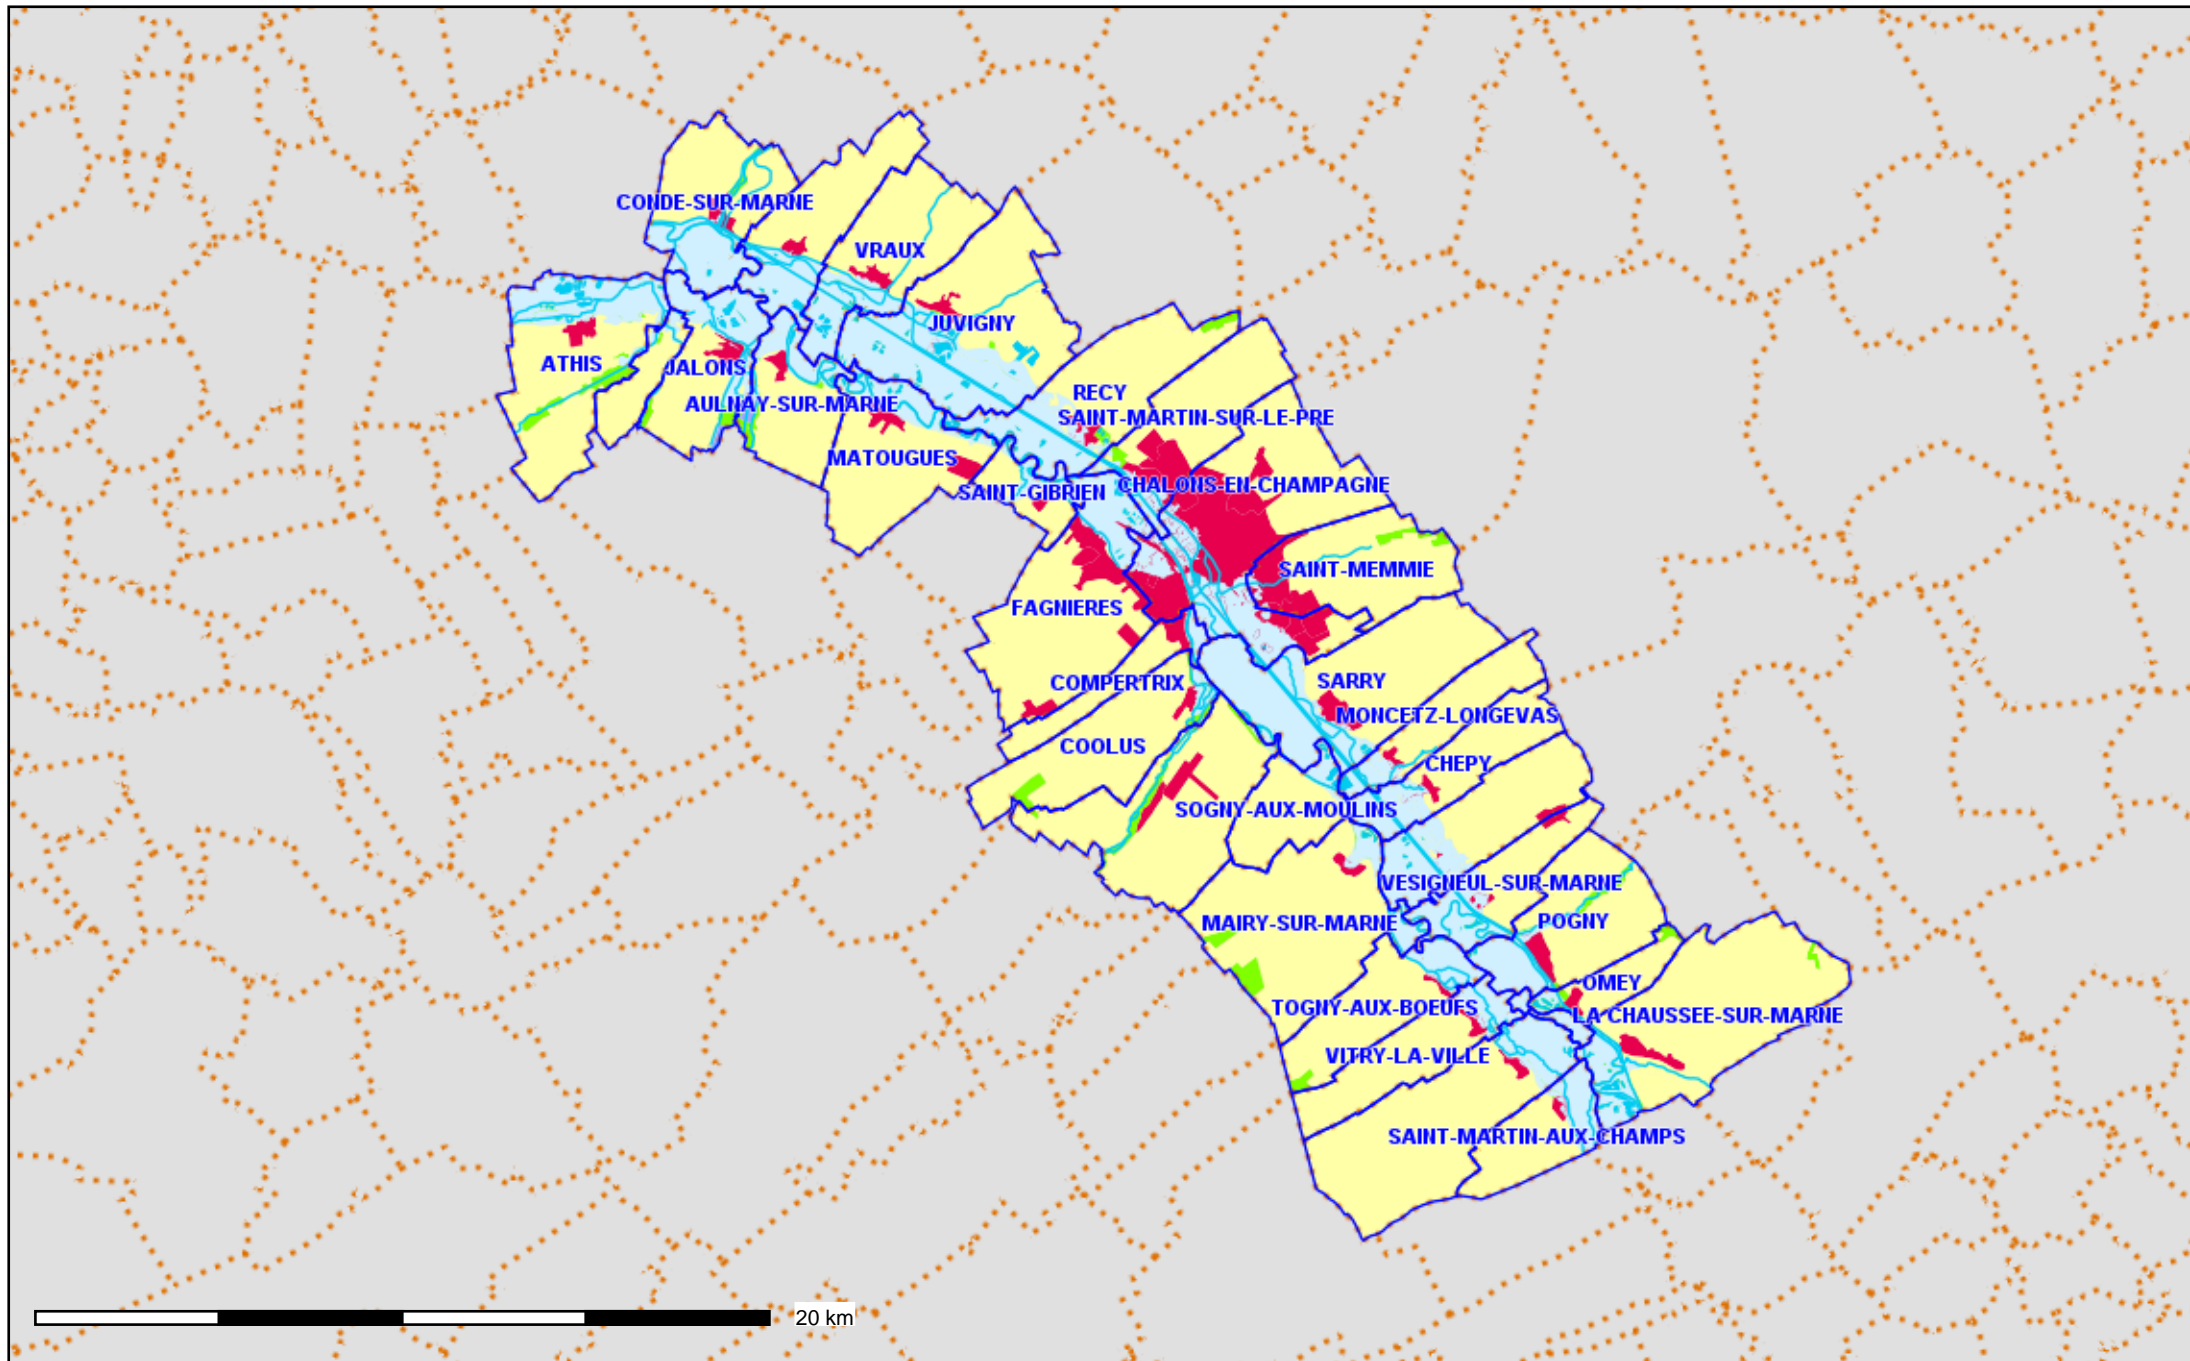 CONDE-SUR-MARNE
VRAUX
JUVIGNY
ATHIS
JALONS
AULNAY-SUR-MARNE
RECY
SAINT-MARTIN-SUR-LE-PRE
MATOUGUES
SAINT-GIBRIEN
CHALONS-EN-CHAMPAGNE
SAINT-MEMMIE
FAGNIERES
COMPERTRIX
SARRY
MONCETZ-LONGEVAS
COOLUS
CHEPY
SOGNY-AUX-MOULINS
VESIGNEUL-SUR-MARNE
MAIRY-SUR-MARNE
POGNY
OMEY
TOGNY-AUX-BOEUFS
LA CHAUSSEE-SUR-MARNE
VITRY-LA-VILLE
SAINT-MARTIN-AUX-CHAMPS
20 km